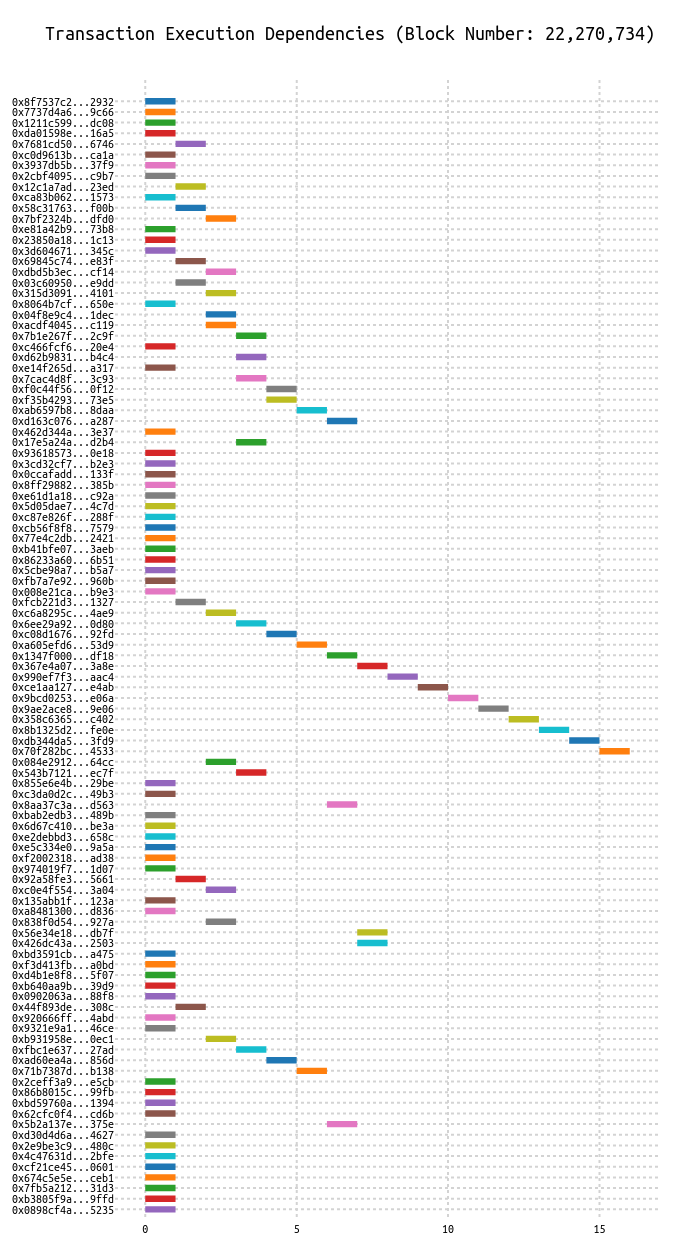 Transaction Execution Dependencies (Block Number: 22,270,734)
0x8f7537c2...2932
0x7737d4a6...9c66
0x1211c599...dc08
0xda01598e...16a5
0x7681cd50...6746
0xc0d9613b...ca1a
0x3937db5b...37f9
0x2cbf4095...c9b7
0x12c1a7ad...23ed
0xca83b062...1573
0x58c31763...f00b
0x7bf2324b...dfd0
0xe81a42b9...73b8
0x23850a18...1c13
0x3d604671...345c
0x69845c74...e83f
0xdbd5b3ec...cf14
0x03c60950...e9dd
0x315d3091...4101
0x8064b7cf...650e
0x04f8e9c4...1dec
0xacdf4045...c119
0x7b1e267f...2c9f
0xc466fcf6...20e4
0xd62b9831...b4c4
0xe14f265d...a317
0x7cac4d8f...3c93
0xf0c44f56...0f12
0xf35b4293...73e5
0xab6597b8...8daa
0xd163c076...a287
0x462d344a...3e37
0x17e5a24a...d2b4
0x93618573...0e18
0x3cd32cf7...b2e3
0x0ccafadd...133f
0x8ff29882...385b
0xe61d1a18...c92a
0x5d05dae7...4c7d
0xc87e826f...288f
0xcb56f8f8...7579
0x77e4c2db...2421
0xb41bfe07...3aeb
0x86233a60...6b51
0x5cbe98a7...b5a7
0xfb7a7e92...960b
0x008e21ca...b9e3
0xfcb221d3...1327
0xc6a8295c...4ae9
0x6ee29a92...0d80
0xc08d1676...92fd
0xa605efd6...53d9
0x1347f000...df18
0x367e4a07...3a8e
0x990ef7f3...aac4
0xce1aa127...e4ab
0x9bcd0253...e06a
0x9ae2ace8...9e06
0x358c6365...c402
0x8b1325d2...fe0e
0xdb344da5...3fd9
0x70f282bc...4533
0x084e2912...64cc
0x543b7121...ec7f
0x855e6e4b...29be
0xc3da0d2c...49b3
0x8aa37c3a...d563
0xbab2edb3...489b
0x6d67c410...be3a
0xe2debbd3...658c
0xe5c334e0...9a5a
0xf2002318...ad38
0x974019f7...1d07
0x92a58fe3...5661
0xc0e4f554...3a04
0x135abb1f...123a
0xa8481300...d836
0x838f0d54...927a
0x56e34e18...db7f
0x426dc43a...2503
0xbd3591cb...a475
0xf3d413fb...a0bd
0xd4b1e8f8...5f07
0xb640aa9b...39d9
0x0902063a...88f8
0x44f893de...308c
0x920666ff...4abd
0x9321e9a1...46ce
0xb931958e...0ec1
0xfbc1e637...27ad
0xad60ea4a...856d
0x71b7387d...b138
0x2ceff3a9...e5cb
0x86b8015c...99fb
0xbd59760a...1394
0x62cfc0f4...cd6b
0x5b2a137e...375e
0xd30d4d6a...4627
0x2e9be3c9...480c
0x4c47631d...2bfe
0xcf21ce45...0601
0x674c5e5e...ceb1
0x7fb5a212...31d3
0xb3805f9a...9ffd
0x0898cf4a...5235
0 5 10 15